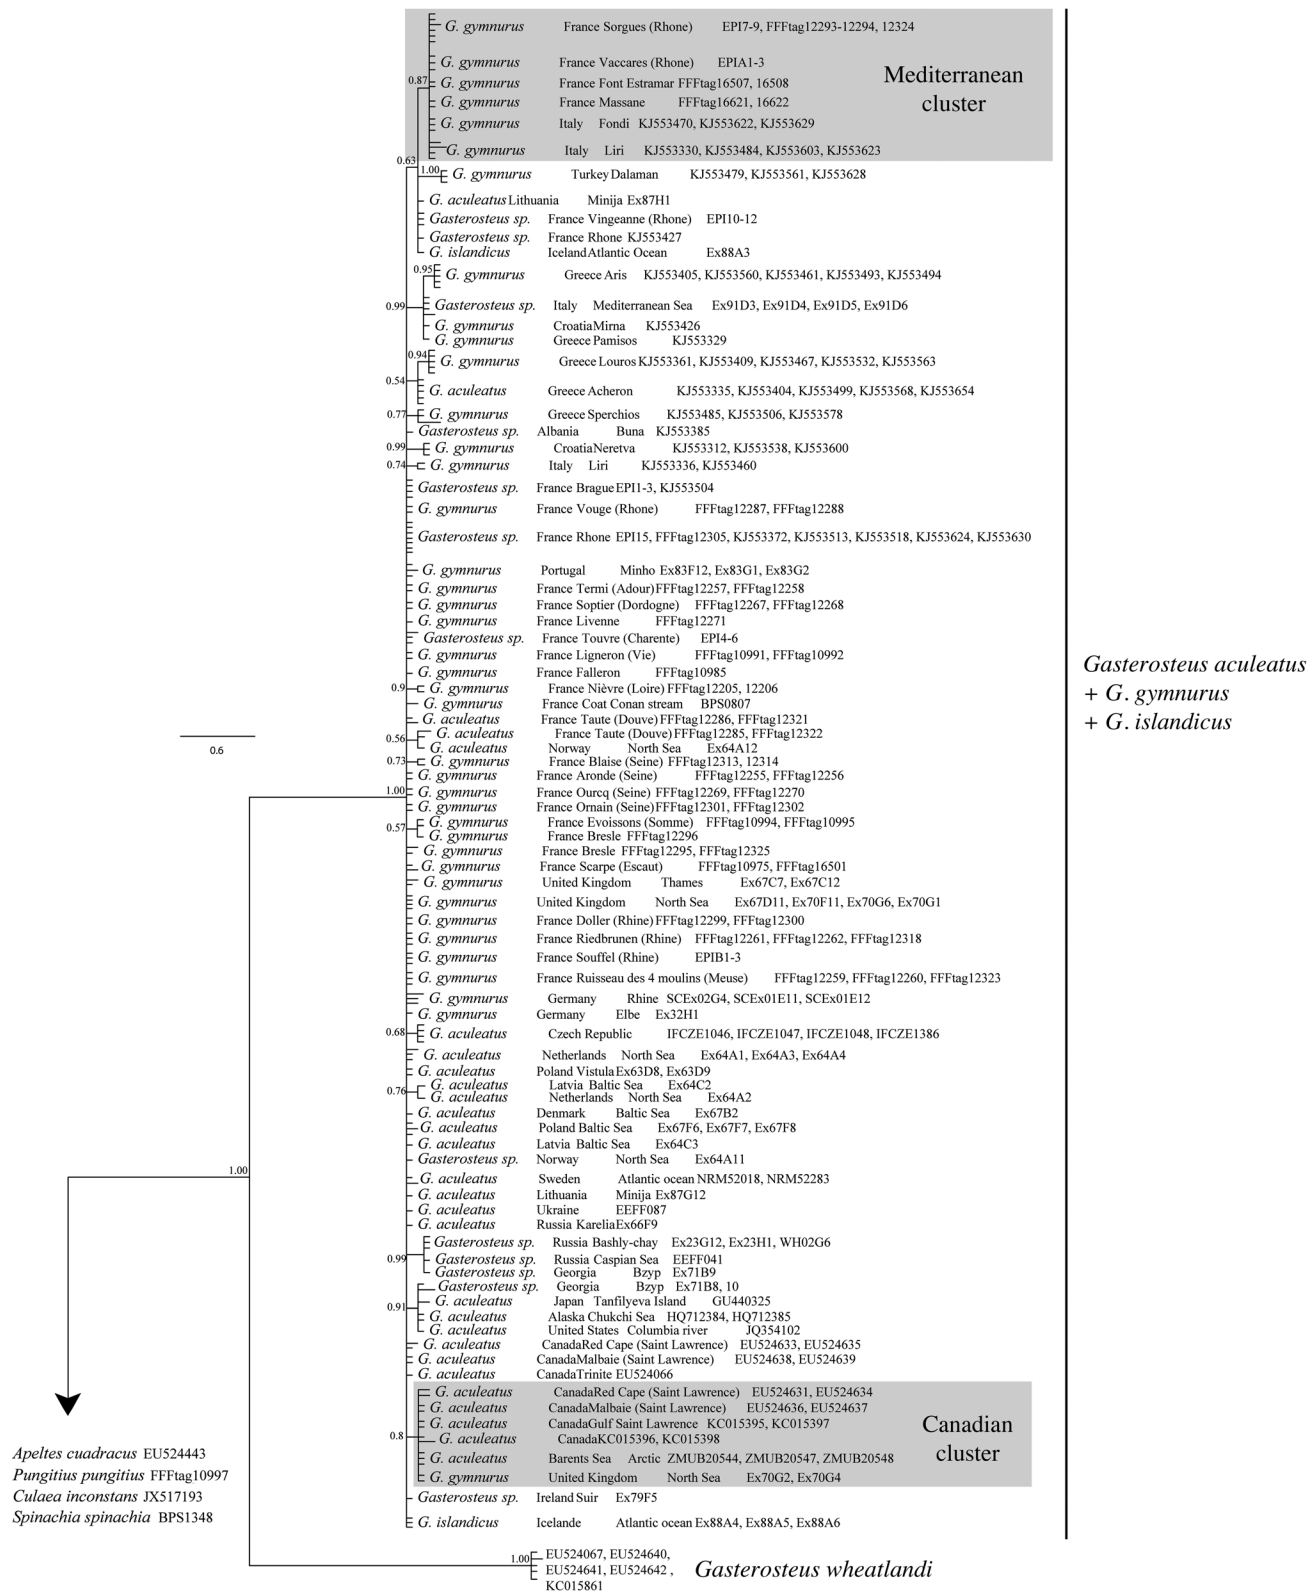 G. gymnurus France Sorgues (Rhone) EPI7-9, FFFtag12293-12294, 12324
G. gymnurus France Vaccares (Rhone) EPIA1-3
0.87
G. gymnurus France Font Estramar FFFtag16507, 16508
Mediterranean
cluster
G. gymnurus France Massane FFFtag16621, 16622
G. gymnurus Italy Fondi KJ553470, KJ553622, KJ553629
G. gymnurus Italy Liri KJ553330, KJ553484, KJ553603, KJ553623
0.63
1.00
G. gymnurus Turkey Dalaman KJ553479, KJ553561, KJ553628
G. aculeatus Lithuania Minija Ex87H1
Gasterosteus sp. France Vingeanne (Rhone) EPI10-12
Gasterosteus sp. France Rhone KJ553427
G. islandicus Iceland Atlantic Ocean Ex88A3
0.95
G. gymnurus Greece Aris KJ553405, KJ553560, KJ553461, KJ553493, KJ553494
0.99
Gasterosteus sp. Italy Mediterranean Sea Ex91D3, Ex91D4, Ex91D5, Ex91D6
G. gymnurus Croatia Mirna KJ553426
G. gymnurus Greece Pamisos KJ553329
0.94
G. gymnurus Greece Louros KJ553361, KJ553409, KJ553467, KJ553532, KJ553563
0.54
G. aculeatus Greece Acheron KJ553335, KJ553404, KJ553499, KJ553568, KJ553654
0.77
G. gymnurus Greece Sperchios KJ553485, KJ553506, KJ553578
Gasterosteus sp. Albania Buna KJ553385
0.99
G. gymnurus Croatia Neretva KJ553312, KJ553538, KJ553600
0.74
G. gymnurus Italy Liri KJ553336, KJ553460
Gasterosteus sp. France Brague EPI1-3, KJ553504
G. gymnurus France Vouge (Rhone) FFFtag12287, FFFtag12288
Gasterosteus sp. France Rhone EPI15, FFFtag12305, KJ553372, KJ553513, KJ553518, KJ553624, KJ553630
G. gymnurus Portugal Minho Ex83F12, Ex83G1, Ex83G2
G. gymnurus France Termi (Adour) FFFtag12257, FFFtag12258
G. gymnurus France Soptier (Dordogne) FFFtag12267, FFFtag12268
G. gymnurus France Livenne FFFtag12271
Gasterosteus sp. France Touvre (Charente) EPI4-6
G. gymnurus France Ligneron (Vie) FFFtag10991, FFFtag10992
G. gymnurus France Falleron FFFtag10985
0.9
G. gymnurus France Nièvre (Loire) FFFtag12205, 12206
G. gymnurus France Coat Conan stream BPS0807
G. aculeatus France Taute (Douve) FFFtag12286, FFFtag12321
0.56
G. aculeatus France Taute (Douve) FFFtag12285, FFFtag12322
G. aculeatus Norway North Sea Ex64A12
0.73
G. gymnurus France Blaise (Seine) FFFtag12313, 12314
G. gymnurus France Aronde (Seine) FFFtag12255, FFFtag12256
1.00
G. gymnurus France Ourcq (Seine) FFFtag12269, FFFtag12270
G. gymnurus France Ornain (Seine) FFFtag12301, FFFtag12302
0.57
G. gymnurus France Evoissons (Somme) FFFtag10994, FFFtag10995
G. gymnurus France Bresle FFFtag12296
G. gymnurus France Bresle FFFtag12295, FFFtag12325
G. gymnurus France Scarpe (Escaut) FFFtag10975, FFFtag16501
G. gymnurus United Kingdom Thames Ex67C7, Ex67C12
G. gymnurus United Kingdom North Sea Ex67D11, Ex70F11, Ex70G6, Ex70G1
G. gymnurus France Doller (Rhine) FFFtag12299, FFFtag12300
G. gymnurus France Riedbrunen (Rhine) FFFtag12261, FFFtag12262, FFFtag12318
G. gymnurus France Souffel (Rhine) EPIB1-3
G. gymnurus France Ruisseau des 4 moulins (Meuse) FFFtag12259, FFFtag12260, FFFtag12323
G. gymnurus Germany Rhine SCEx02G4, SCEx01E11, SCEx01E12
G. gymnurus Germany Elbe Ex32H1
0.68
G. aculeatus Czech Republic IFCZE1046, IFCZE1047, IFCZE1048, IFCZE1386
G. aculeatus Netherlands North Sea Ex64A1, Ex64A3, Ex64A4
G. aculeatus Poland Vistula Ex63D8, Ex63D9
0.76
G. aculeatus Latvia Baltic Sea Ex64C2
G. aculeatus Netherlands North Sea Ex64A2
G. aculeatus Denmark Baltic Sea Ex67B2
G. aculeatus Poland Baltic Sea Ex67F6, Ex67F7, Ex67F8
G. aculeatus Latvia Baltic Sea Ex64C3
Gasterosteus sp. Norway North Sea Ex64A11
G. aculeatus Sweden Atlantic ocean NRM52018, NRM52283
G. aculeatus Lithuania Minija Ex87G12
G. aculeatus Ukraine EEFF087
G. aculeatus Russia Karelia Ex66F9
Gasterosteus sp. Russia Bashly-chay Ex23G12, Ex23H1, WH02G6
0.99
Gasterosteus sp. Russia Caspian Sea EEFF041
Gasterosteus sp. Georgia Bzyp Ex71B9
Gasterosteus sp. Georgia Bzyp Ex71B8, 10
0.91
G. aculeatus Japan Tanfilyeva Island GU440325
G. aculeatus Alaska Chukchi Sea HQ712384, HQ712385
G. aculeatus United States Columbia river JQ354102
G. aculeatus CanadaRed Cape (Saint Lawrence) EU524633, EU524635
G. aculeatus CanadaMalbaie (Saint Lawrence) EU524638, EU524639
G. aculeatus CanadaTrinite EU524066
G. aculeatus CanadaRed Cape (Saint Lawrence) EU524631, EU524634
G. aculeatus CanadaMalbaie (Saint Lawrence) EU524636, EU524637
G. aculeatus CanadaGulf Saint Lawrence KC015395, KC015397
0.8
G. aculeatus CanadaKC015396, KC015398
G. aculeatus Barents Sea Arctic ZMUB20544, ZMUB20547, ZMUB20548
G. gymnurus United Kingdom North Sea Ex70G2, Ex70G4
Canadian
cluster
Gasterosteus sp. Ireland Suir Ex79F5
G. islandicus Icelande Atlantic ocean Ex88A4, Ex88A5, Ex88A6
Gasterosteus aculeatus
+ G. gymnurus
+ G. islandicus
0.6
1.00
Apeltes cuadracus EU524443
Pungitius pungitius FFFtag10997
Culaea inconstans JX517193
Spinachia spinachia BPS1348
1.00
EU524067, EU524640,
EU524641, EU524642 ,
KC015861
Gasterosteus wheatlandi